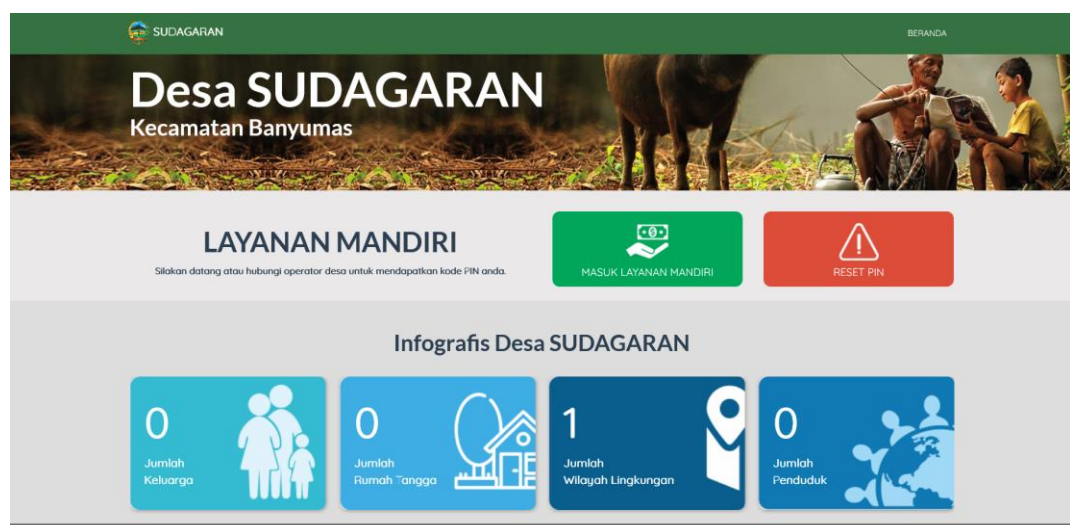 SUDAGARAN
BERANDA
Desa SUDAGARAN
Kecamatan Banyumas
LAYANAN MANDIRI
Silakan datang atau hubungi operator desa untuk mendapatkan kode PIN anda.
MASUK LAYANAN MANDIRI
RESET PIN
Infografis Desa SUDAGARAN
0
Jumlah
Keluarga
0
Jumlah
Rumah Tangga
1
Jumlah
Wilayah Lingkungan
0
Jumlah
Penduduk